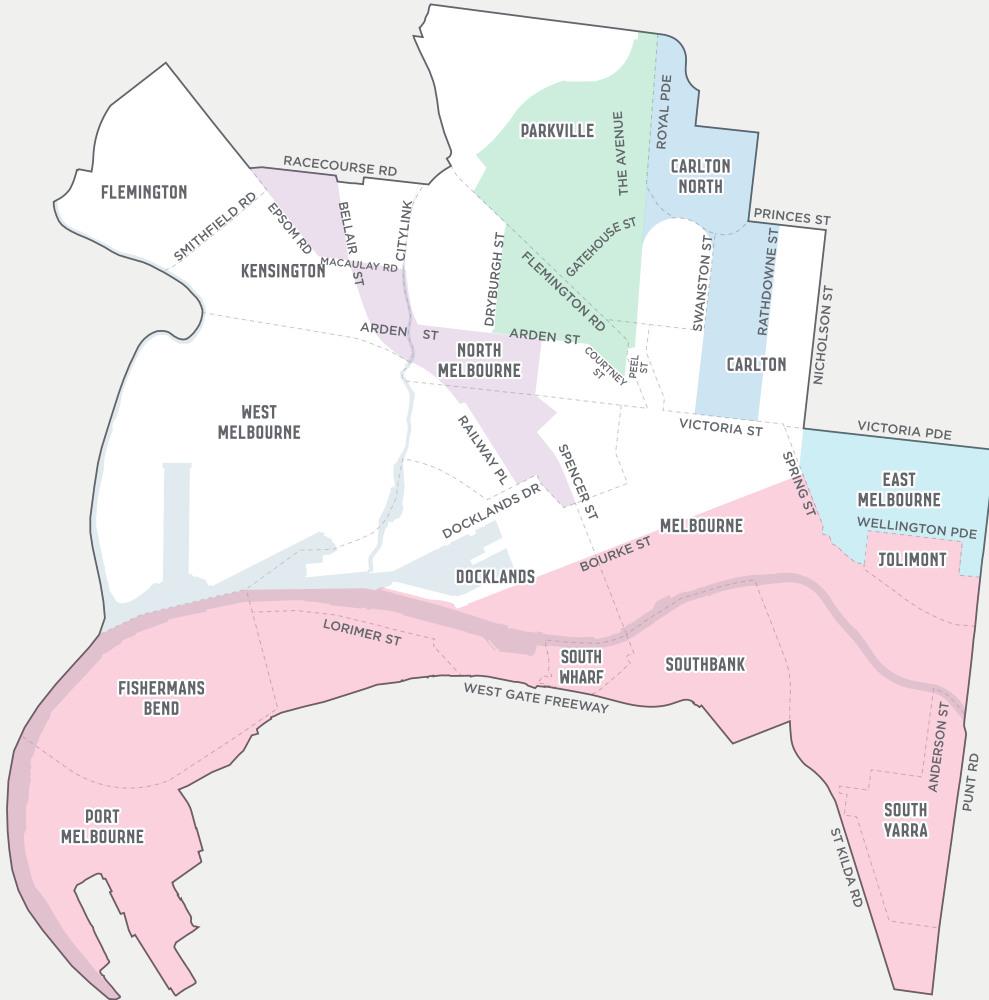 PARKVILLE
THE AVENUE
ROYAL PDE
CARLTON
NORTH
RACECOURSE RD
FLEMINGTON
SMITHFIELD RD
EPSOM RD
BELLAIR
ST
CITYLINK
KENSINGTON
MACAULAY RD
DRYBURGH ST
GATEHOUSE ST
FLEMINGTON RD
PRINCES ST
SWANSTON ST
RATHDOWNE ST
NICHOLSON ST
ARDEN ST
ARDEN ST
NORTH
MELBOURNE
COURTNEY
ST
PEEL
ST
CARLTON
WEST
MELBOURNE
RAILWAY PL
VICTORIA ST
VICTORIA PDE
SPENCER ST
SPRING ST
EAST
MELBOURNE
DOCKLANDS DR
MELBOURNE
WELLINGTON PDE
JOLIMONT
BOURKE ST
DOCKLANDS
LORIMER ST
SOUTH
WHARF
SOUTHBANK
FISHERMANS
BEND
WEST GATE FREEWAY
ANDERSON ST
PUNT RD
PORT
MELBOURNE
SOUTH
YARRA
ST KILDA RD